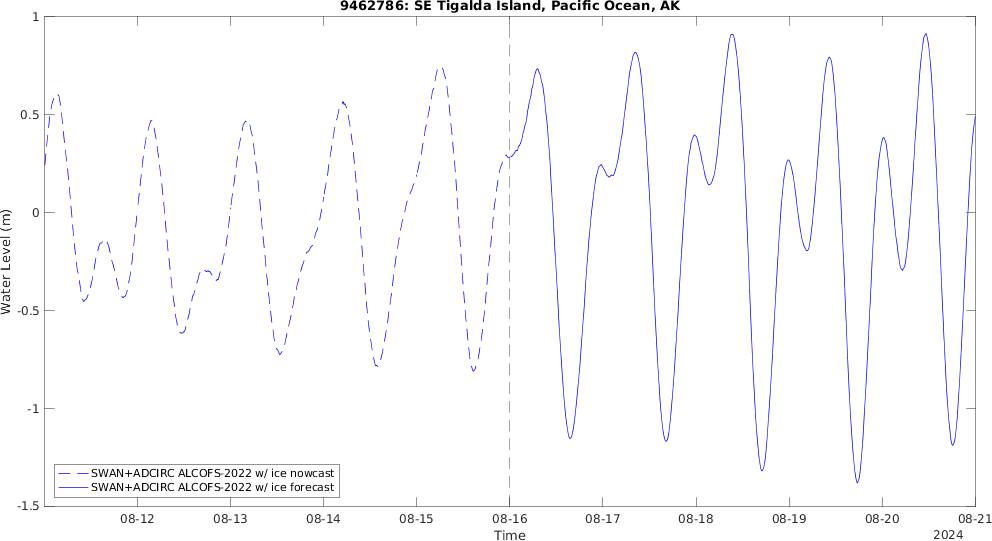 9462786: SE Tigalda Island, Pacific Ocean, AK
1
0.5
0
-0.5
-1
-1.5
Water Level (m)
SWAN+ADCIRC ALCOFS-2022 w/ ice nowcast
SWAN+ADCIRC ALCOFS-2022 w/ ice forecast
08-12 08-13 08-14 08-15 08-16 08-17 08-18 08-19 08-20 08-21
Time
2024